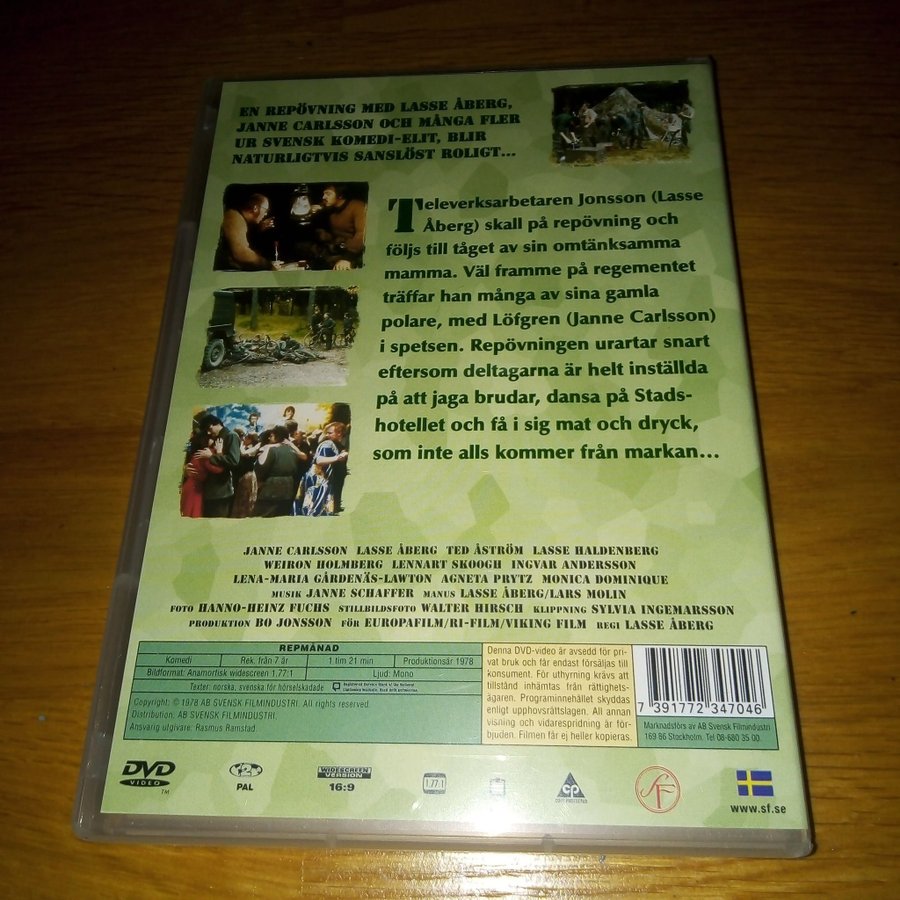 EN REPÖVNING MED LASSE ÅBERG,
JANNE CARLSSON OCH MÅNGA FLER
UR SVENSK KOMEDI-ELIT, BLIR
NATURLIGTVIS SANSLÖST ROLIGT...
Televerksarbetaren Jonsson (Lasse
Åberg) skall på repövning och
följs till tåget av sin omtänksamma
mamma. Väl framme på regementet
träffar han många av sina gamla
polare, med Löfgren (Janne Carlsson)
i spetsen. Repövningen urartar snart
eftersom deltagarna är helt inställda
på att jaga brudar, dansa på Stads-
hotellet och få i sig mat och dryck,
som inte alls kommer från markan...
JANNE CARLSSON LASSE ÅBERG TED ÅSTRÖM LASSE HALDENBERG
WEIRON HOLMBERG LENNART SKOOGH INGVAR ANDERSSON
LENA-MARIA GÅRDENÄS-LAWTON AGNETA PRYTZ MONICA DOMINIQUE
MUSIK JANNE SCHAFFER MANUS LASSE ÅBERG/LARS MOLIN
FOTO HANNO-HEINZ FUCHS STILLBILDSFOTO WALTER HIRSCH KLIPPNING SYLVIA INGEMARSSON
PRODUKTION BO JONSSON FÖR EUROPAFILM/RI-FILM/VIKING FILM REGI LASSE ÅBERG
REPMÅNAD
Komedi Rek. från 7 år 1 tim 21 min Produktionsår 1978
Bildformat: Anamorfisk widescreen 1.77:1 Ljud: Mono
Texter: norska, svenska för hörselskadade
Copyright: © 1978 AB SVENSK FILMINDUSTRI. All rights reserved.
Distribution: AB SVENSK FILMINDUSTRI.
Ansvarig utgivare: Rasmus Ramstad.
Denna DVD-video är avsedd för pri-
vat bruk och får endast försäljas till
konsument. För uthyrning krävs att
tillstånd inhämtas från rättighets-
ägaren. Programinnehållet skyddas
enligt upphovsrättslagen. All annan
visning och vidarespridning är för-
bjuden. Filmen får ej heller kopieras.
7 391772 347046
Marknadsförs av AB Svensk Filmindustri
169 86 Stockholm. Tel 08-680 35 00.
DVD
VIDEO
TM
2
PAL
WIDESCREEN
VERSION
16:9
1.77:1
CP
COPY PROTECTED
SF
www.sf.se